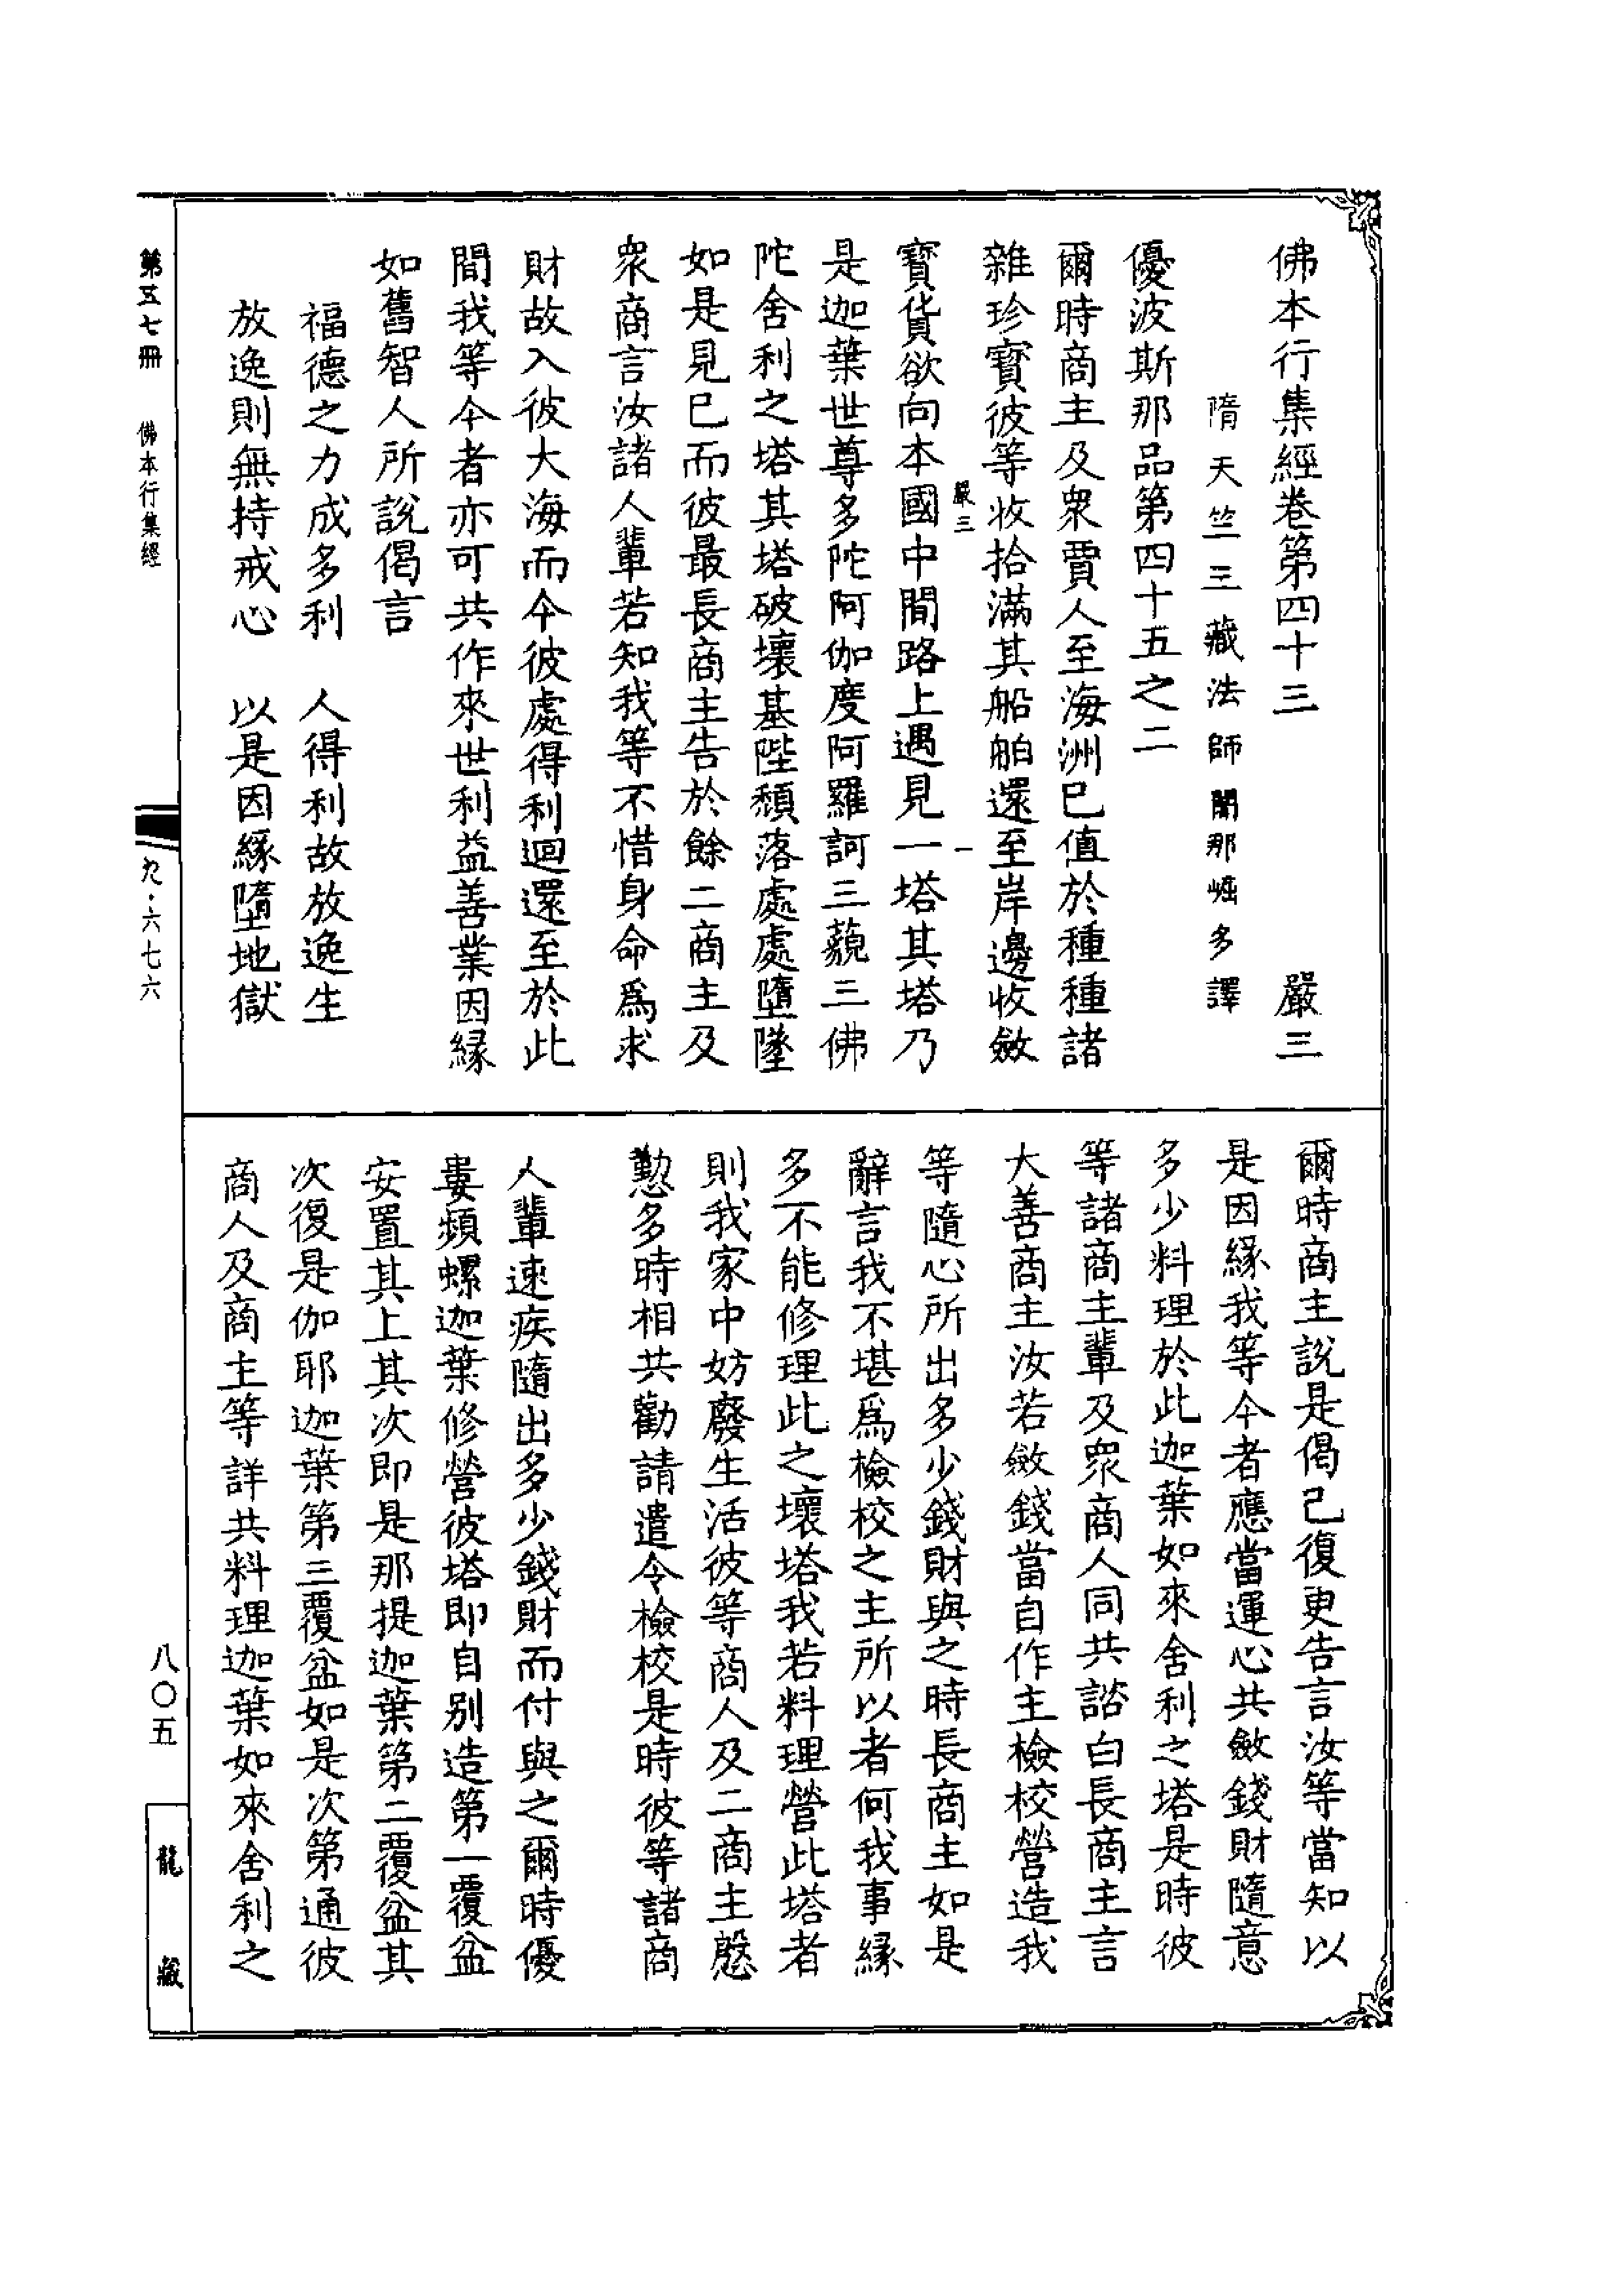 佛本行集經卷第四十三　嚴三
隋天竺三藏法師闍那崛多譯
優波斯那品第四十五之二
爾時商主及眾賈人至海洲已值於種種諸
雜珍寶彼等收拾滿其船舶還至岸邊收斂
嚴三　一
寶貨欲向本國中間路上遇見一塔其塔乃
是迦葉世尊多陀阿伽度阿羅訶三藐三佛
陀舍利之塔其塔破壞基陛頹落處處墮墜
如是見已而彼最長商主告於餘二商主及
眾商言汝諸人輩若知我等不惜身命為求
財故入彼大海而今彼處得利迴還至於此
間我等今者亦可共作來世利益善業因緣
如舊智人所說偈言
福德之力成多利　人得利故放逸生
放逸則無持戒心　以是因緣墮地獄
爾時商主說是偈已復更告言汝等當知以
是因緣我等今者應當運心共斂錢財隨意
多少料理於此迦葉如來舍利之塔是時彼
等諸商主輩及眾商人同共諮白長商主言
大善商主汝若斂錢當自作主檢校營造我
等隨心所出多少錢財與之時長商主如是
辭言我不堪為檢校之主所以者何我事緣
多不能修理此之壞塔我若料理營此塔者
則我家中妨廢生活彼等商人及二商主慇
懃多時相共勸請遣令檢校是時彼等諸商
人輩速疾隨出多少錢財而付與之爾時優
婁頻螺迦葉修營彼塔即自別造第一覆盆
安置其上其次即是那提迦葉第二覆盆其
次復是伽耶迦葉第三覆盆如是次第通彼
商人及商主等詳共料理迦葉如來舍利之
第五七冊　佛本行集經　九·六七六
八〇五　龍藏